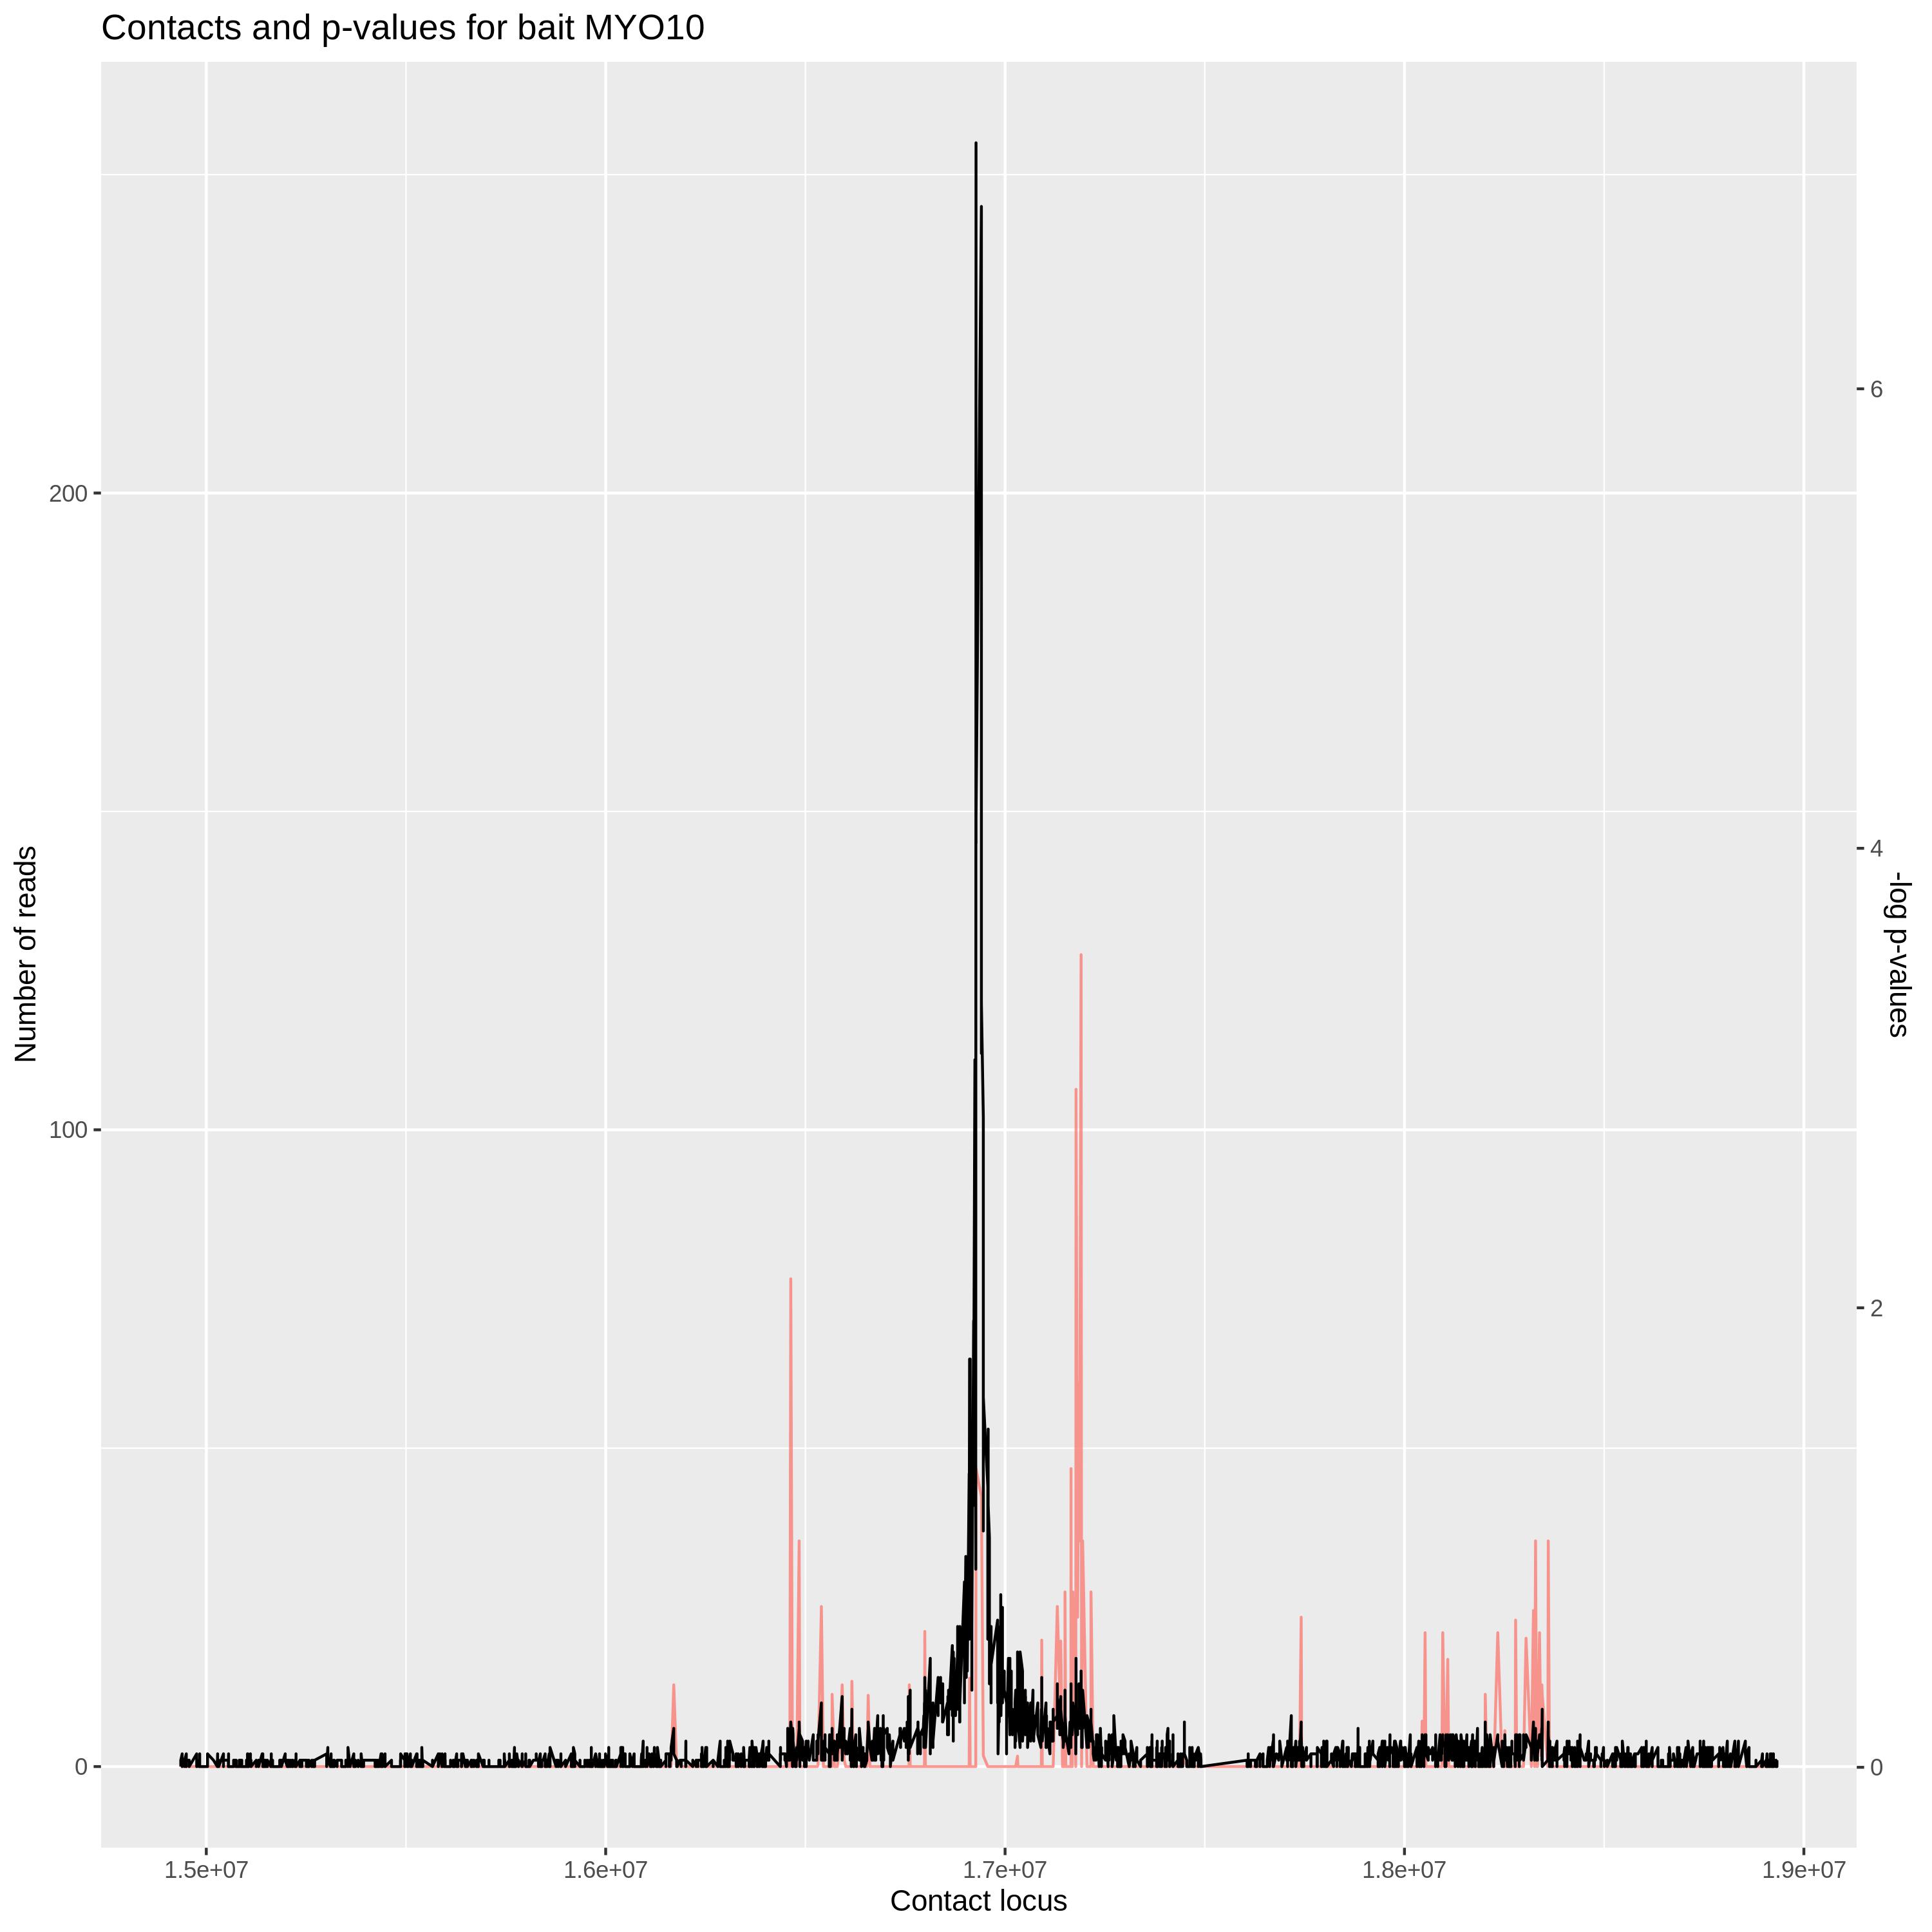 Contacts and p-values for bait MYO10
Number of reads
200
100
0
6
4
2
0
-log p-values
1.5e+07
1.6e+07
1.7e+07
1.8e+07
1.9e+07
Contact locus